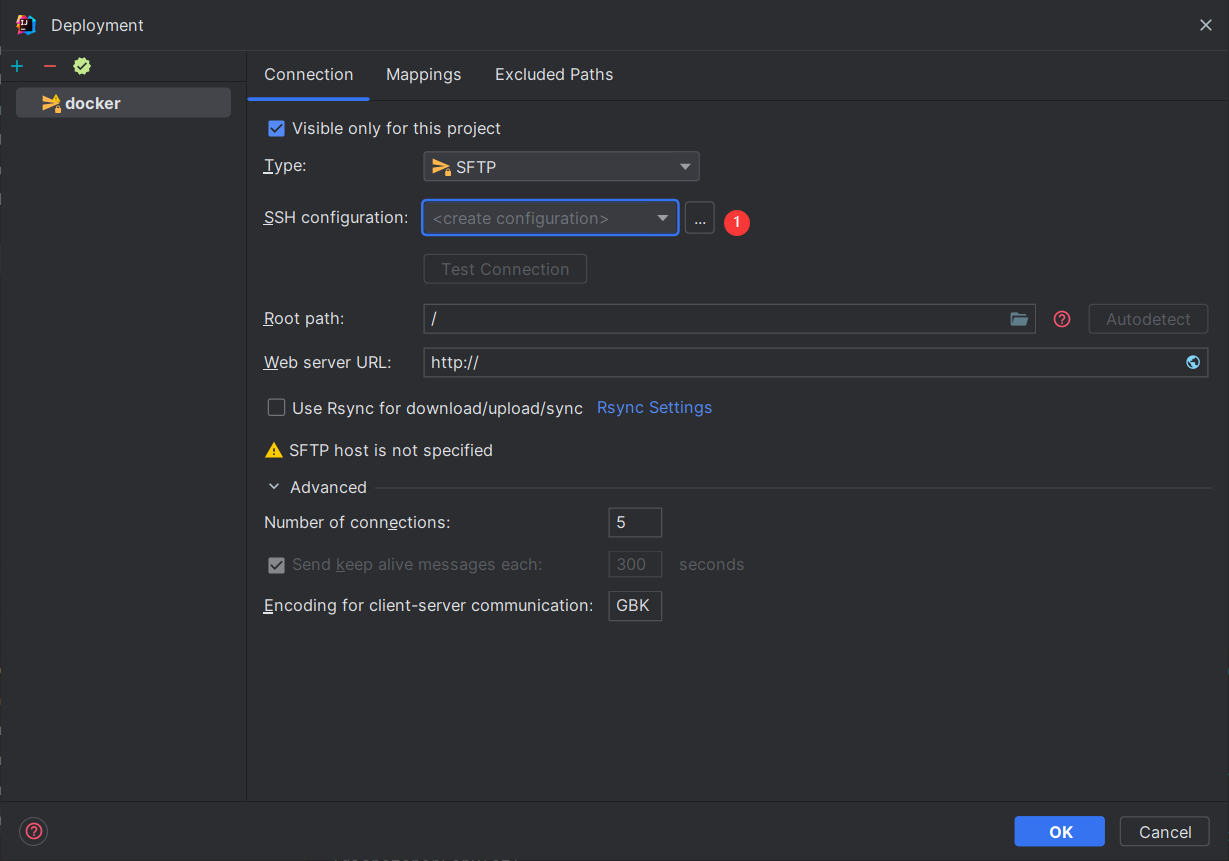 Deployment
docker
Connection Mappings Excluded Paths
Visible only for this project
Type: SFTP
SSH configuration: <create configuration> ... 1
Test Connection
Root path: / Autodetect
Web server URL: http://
Use Rsync for download/upload/sync Rsync Settings
SFTP host is not specified
Advanced
Number of connections: 5
Send keep alive messages each: 300 seconds
Encoding for client-server communication: GBK
OK Cancel